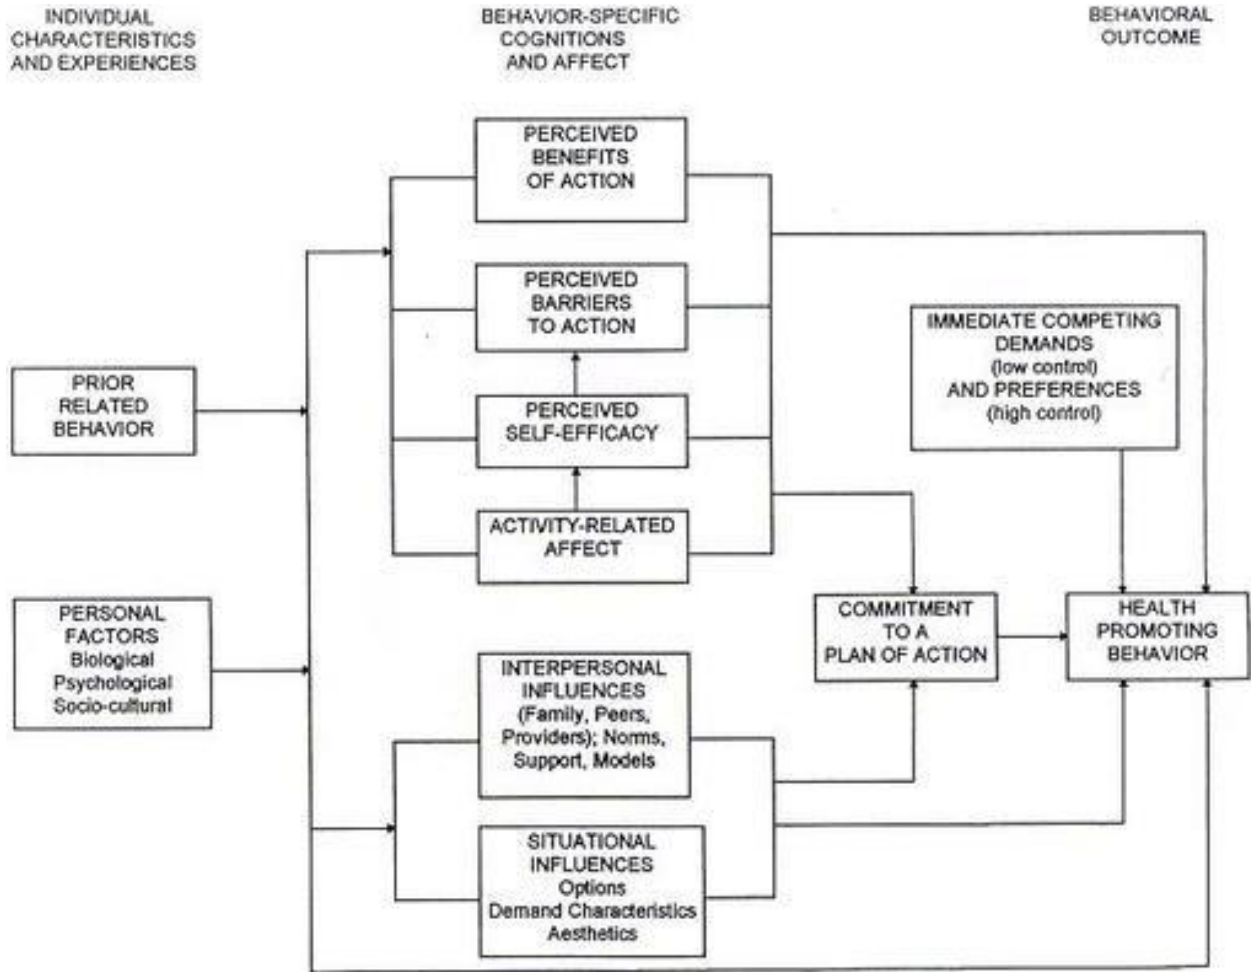 INDIVIDUAL
CHARACTERISTICS
AND EXPERIENCES
BEHAVIOR-SPECIFIC
COGNITIONS
AND AFFECT
BEHAVIORAL
OUTCOME
PERCEIVED
BENEFITS
OF ACTION
PERCEIVED
BARRIERS
TO ACTION
IMMEDIATE COMPETING
DEMANDS
(low control)
AND PREFERENCES
(high control)
PRIOR
RELATED
BEHAVIOR
PERCEIVED
SELF-EFFICACY
ACTIVITY-RELATED
AFFECT
PERSONAL
FACTORS
Biological
Psychological
Socio-cultural
COMMITMENT
TO A
PLAN OF ACTION
HEALTH
PROMOTING
BEHAVIOR
INTERPERSONAL
INFLUENCES
(Family, Peers,
Providers); Norms,
Support, Models
SITUATIONAL
INFLUENCES
Options
Demand Characteristics
Aesthetics